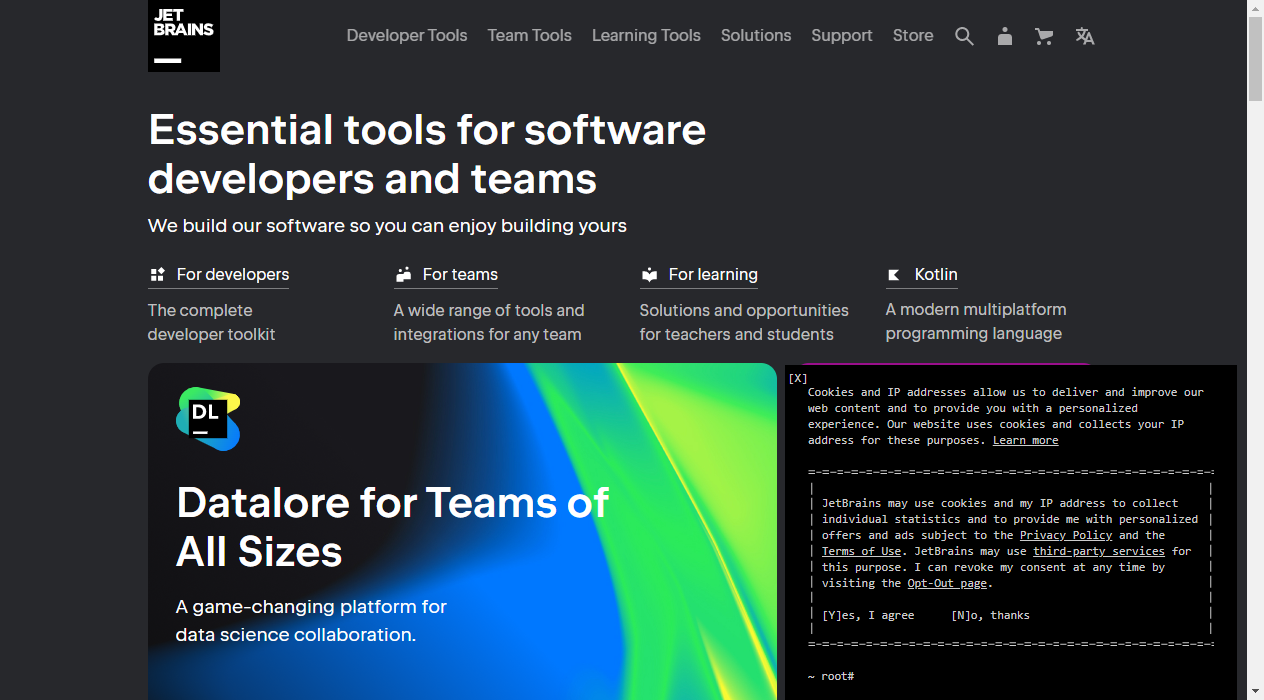 JET
BRAINS
Developer Tools Team Tools Learning Tools Solutions Support Store
Essential tools for software
developers and teams
We build our software so you can enjoy building yours
For developers
The complete
developer toolkit
For teams
A wide range of tools and
integrations for any team
For learning
Solutions and opportunities
for teachers and students
Kotlin
A modern multiplatform
programming language
DL
Datalore for Teams of
All Sizes
A game-changing platform for
data science collaboration.
[X]
Cookies and IP addresses allow us to deliver and improve our
web content and to provide you with a personalized
experience. Our website uses cookies and collects your IP
address for these purposes. Learn more
JetBrains may use cookies and my IP address to collect
individual statistics and to provide me with personalized
offers and ads subject to the Privacy Policy and the
Terms of Use. JetBrains may use third-party services for
this purpose. I can revoke my consent at any time by
visiting the Opt-Out page.
[Y]es, I agree [N]o, thanks
~ root#